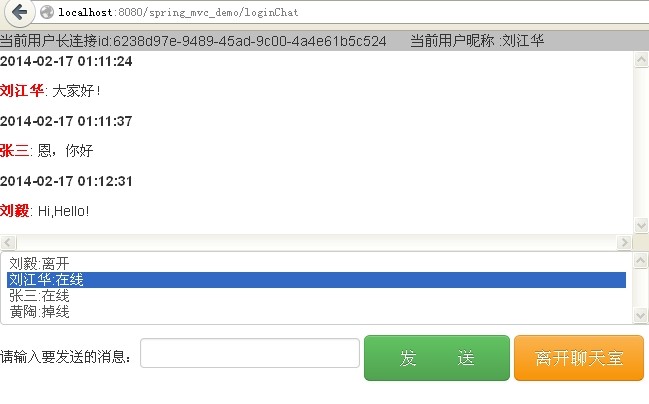 localhost:8080/spring_mvc_demo/loginChat
当前用户长连接id:6238d97e-9489-45ad-9c00-4a4e61b5c524 当前用户昵称 :刘江华
2014-02-17 01:11:24
刘江华: 大家好!
2014-02-17 01:11:37
张三: 恩，你好
2014-02-17 01:12:31
刘毅: Hi,Hello!
刘毅:离开
刘江华:在线
张三:在线
黄陶:掉线
请输入要发送的消息： 发 送 离开聊天室